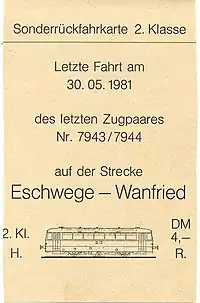 Sonderrückfahrkarte 2. Klasse
Letzte Fahrt am
30. 05. 1981
des letzten Zugpaares
Nr. 7943/7944
auf der Strecke
Eschwege – Wanfried
2. Kl.
H.
DM
4,–
R.